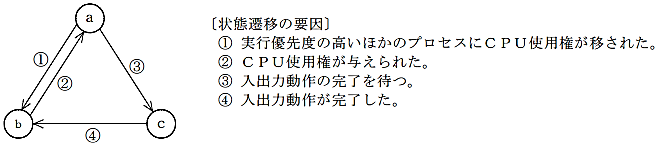 a
①
②
③
b
④
c
〔状態遷移の要因〕
① 実行優先度の高いほかのプロセスにCPU使用権が移された。
② CPU使用権が与えられた。
③ 入出力動作の完了を待つ。
④ 入出力動作が完了した。